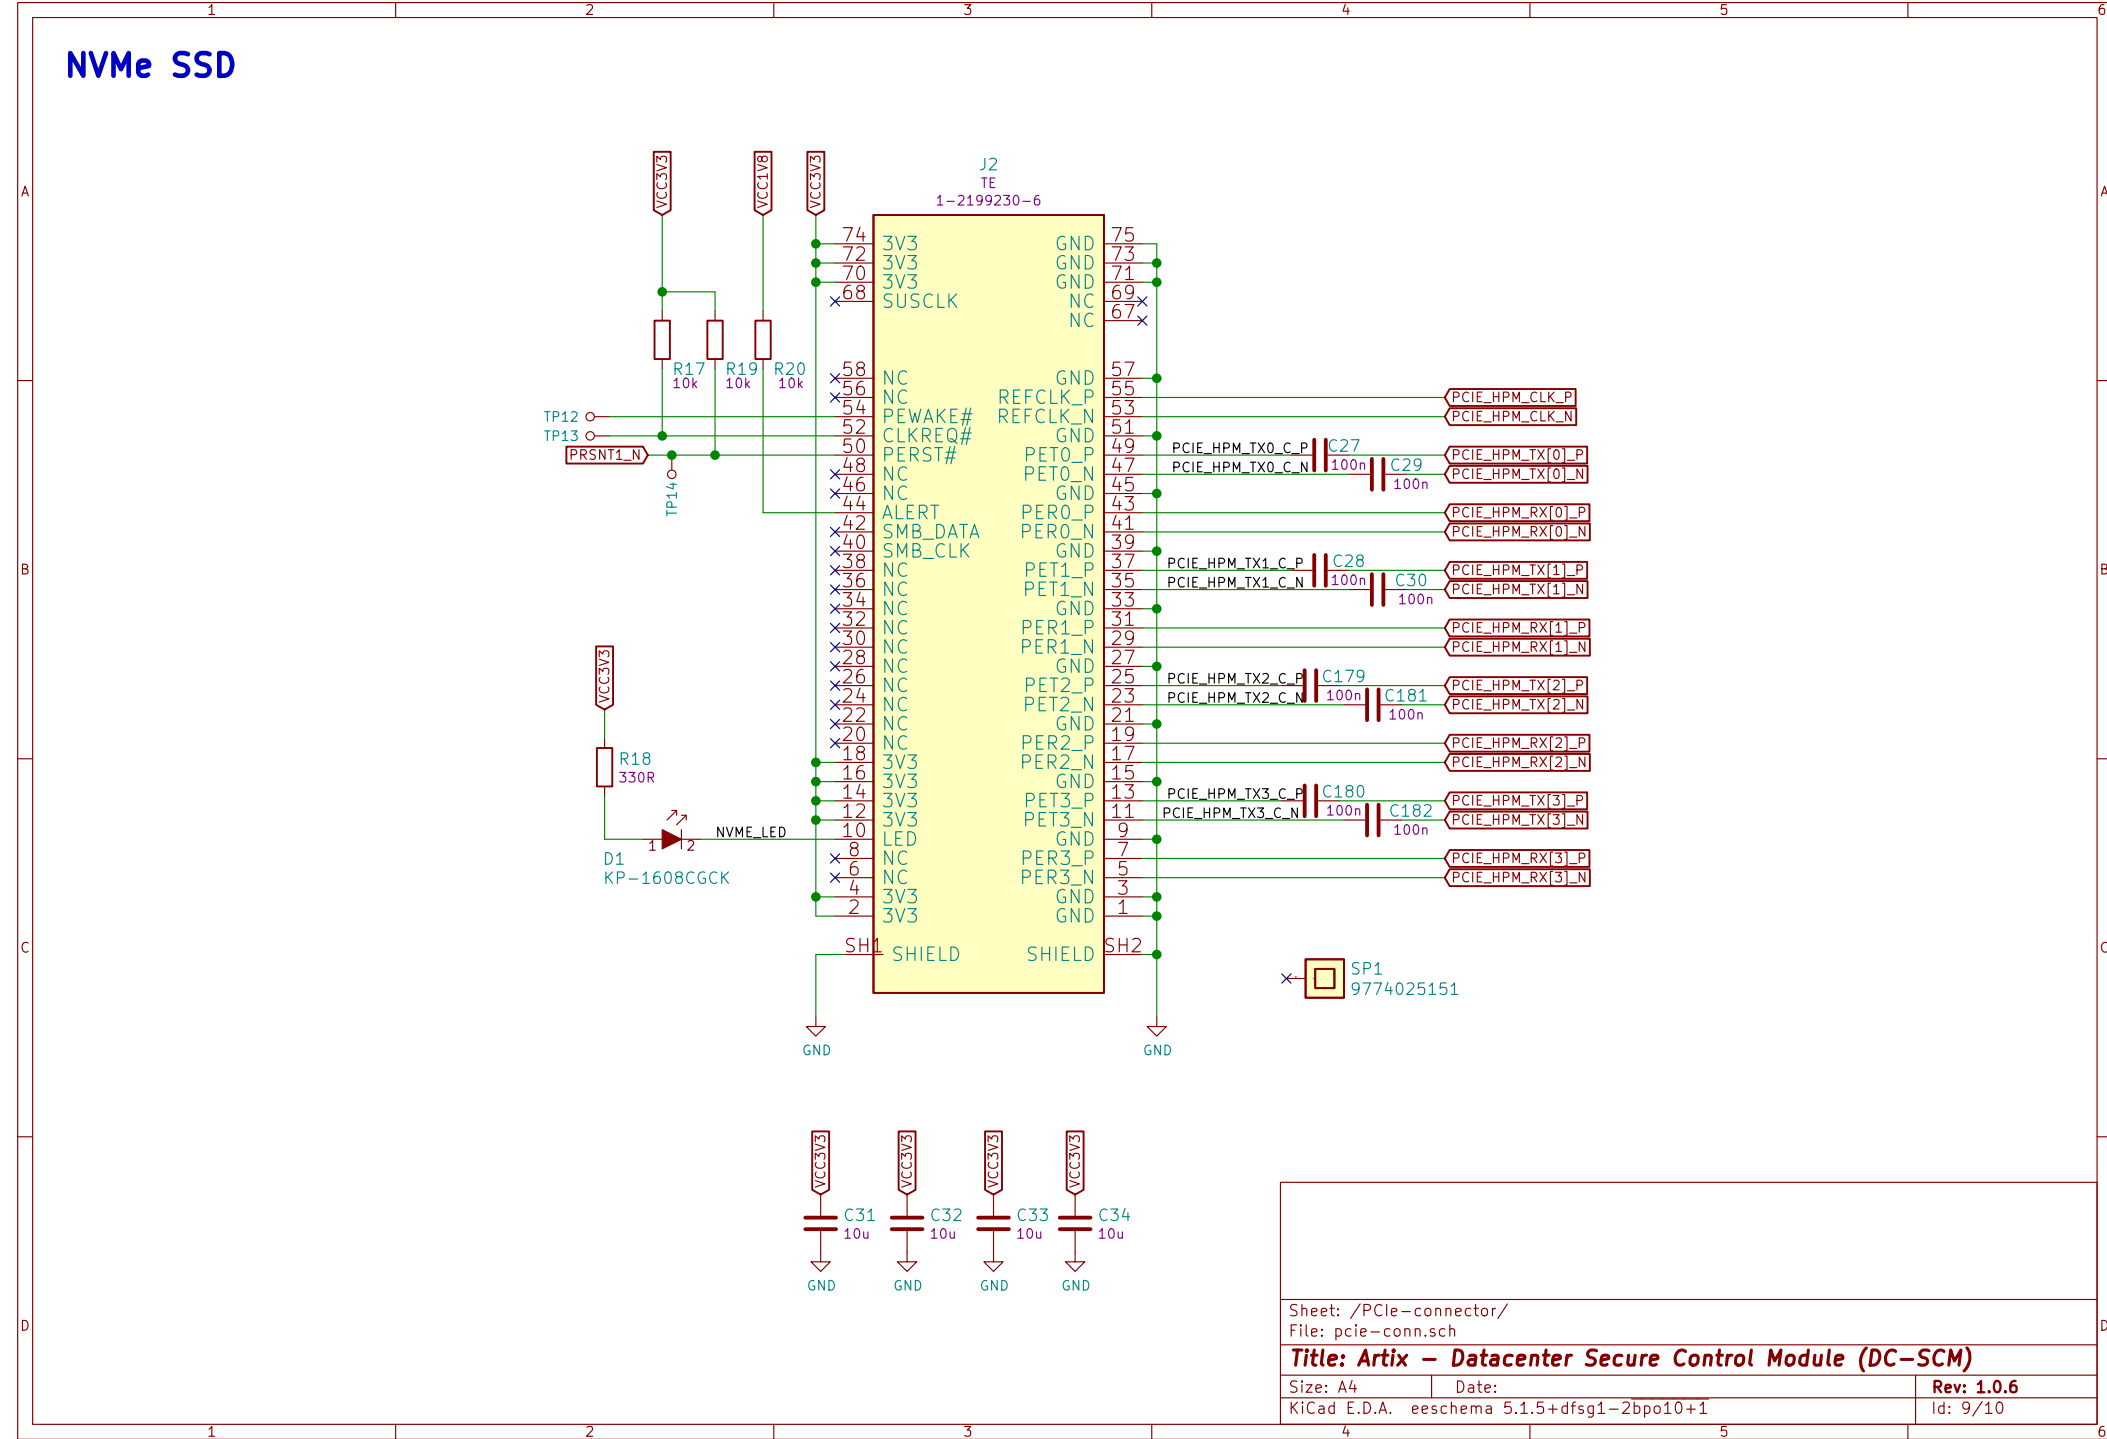 1 2 3 4 5 6
NVMe SSD
A A
B B
C C
D D
VCC3V3 VCC1V8 VCC3V3
J2
TE
1-2199230-6
74 3V3 GND 75
72 3V3 GND 73
70 3V3 GND 71
68 SUSCLK NC 69
NC 67
R17 10k
R19 10k
R20 10k
58 NC GND 57
56 NC REFCLK_P 55 PCIE_HPM_CLK_P
TP12 54 PEWAKE# REFCLK_N 53 PCIE_HPM_CLK_N
TP13 52 CLKREQ# GND 51
PRSNT1_N 50 PERST# PET0_P 49 PCIE_HPM_TX0_C_P C27 100n PCIE_HPM_TX[0]_P
TP14
48 NC PET0_N 47 PCIE_HPM_TX0_C_N C29 100n PCIE_HPM_TX[0]_N
46 NC GND 45
44 ALERT PER0_P 43 PCIE_HPM_RX[0]_P
42 SMB_DATA PER0_N 41 PCIE_HPM_RX[0]_N
40 SMB_CLK GND 39
38 NC PET1_P 37 PCIE_HPM_TX1_C_P C28 100n PCIE_HPM_TX[1]_P
36 NC PET1_N 35 PCIE_HPM_TX1_C_N C30 100n PCIE_HPM_TX[1]_N
34 NC GND 33
32 NC PER1_P 31 PCIE_HPM_RX[1]_P
30 NC PER1_N 29 PCIE_HPM_RX[1]_N
28 NC GND 27
26 NC PET2_P 25 PCIE_HPM_TX2_C_P C179 100n PCIE_HPM_TX[2]_P
24 NC PET2_N 23 PCIE_HPM_TX2_C_N C181 100n PCIE_HPM_TX[2]_N
22 NC GND 21
20 NC PER2_P 19 PCIE_HPM_RX[2]_P
18 3V3 PER2_N 17 PCIE_HPM_RX[2]_N
16 3V3 GND 15
14 3V3 PET3_P 13 PCIE_HPM_TX3_C_P C180 100n PCIE_HPM_TX[3]_P
12 3V3 PET3_N 11 PCIE_HPM_TX3_C_N C182 100n PCIE_HPM_TX[3]_N
VCC3V3
R18
330R
1 2 NVME_LED 10 LED GND 9
D1
KP-1608CGCK
8 NC PER3_P 7 PCIE_HPM_RX[3]_P
6 NC PER3_N 5 PCIE_HPM_RX[3]_N
4 3V3 GND 3
2 3V3 GND 1
SH1 SHIELD SHIELD SH2
GND GND
SP1
9774025151
VCC3V3 VCC3V3 VCC3V3 VCC3V3
C31 C32 C33 C34
10u 10u 10u 10u
GND GND GND GND
Sheet: /PCIe-connector/
File: pcie-conn.sch
Title: Artix - Datacenter Secure Control Module (DC-SCM)
Size: A4 Date: Rev: 1.0.6
KiCad E.D.A. eeschema 5.1.5+dfsg1-2bpo10+1 Id: 9/10
1 2 3 4 5 6